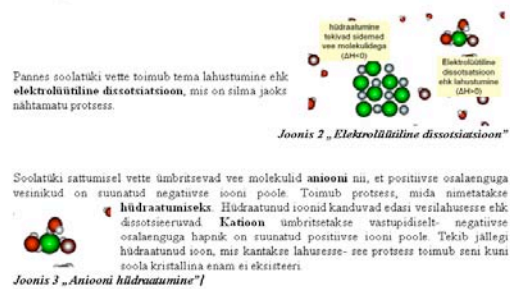 hüdraatumine
tekivad sidemed
vee molekulidega
(ΔH<0)
Elektrolüütiline
dissotsatsioon
ehk lahustumine
(ΔH>0)
Pannes soolatüki vette toimub tema lahustumine ehk
elektrolüütiline dissotsiatsioon, mis on silma jaoks
nähtamatu protsess.
Joonis 2 „Elektrolüütiline dissotsiatsioon”
Soolatüki sattumisel vette ümbritsevad vee molekulid aniooni nii, et positiivse osalaenguga
vesinikud on suunatud negatiivse iooni poole. Toimub protsess, mida nimetatakse
hüdraatumiseks. Hüdraatunud ioonid kanduvad edasi vesilahusesse ehk
dissotsieeruvad. Katioon ümbritsetakse vastupidiselt- negatiivse
osalaenguga hapnik on suunatud positiivse iooni poole. Tekib jällegi
hüdraatunud ioon, mis kantakse lahusesse- see protsess toimub seni kuni
soola kristallina enam ei eksisteeri.
Joonis 3 „Aniooni hüdraatumine”]